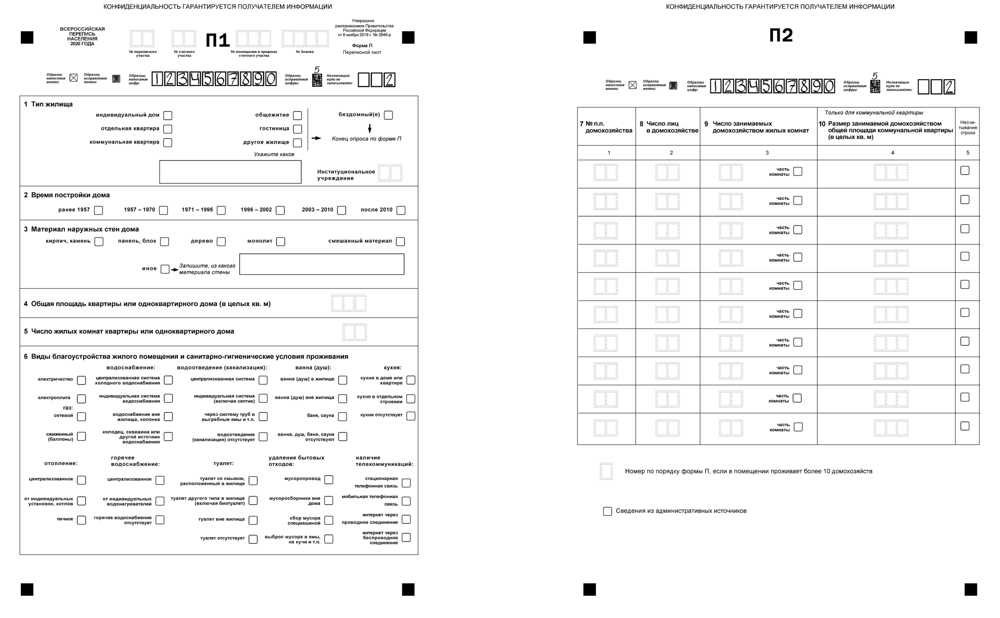 КОНФИДЕНЦИАЛЬНОСТЬ ГАРАНТИРУЕТСЯ ПОЛУЧАТЕЛЕМ ИНФОРМАЦИИ
ВСЕРОССИЙСКАЯ
ПЕРЕПИСЬ
НАСЕЛЕНИЯ
2020 ГОДА
№ переписного
участка
№ счетного
участка
П1
№ помещения в пределах
счетного участка
№ бланка
Утверждена
распоряжением Правительства
Российской Федерации
от 8 ноября 2019 г. № 2648-р
Форма П
Переписной лист
Образец
нанесения
метки:
Образец
исправления
метки:
Образцы
написания
цифр:
1 2 3 4 5 6 7 8 9 0
Образец
исправления
цифры:
5
Незначащие
нули не
записывайте:
2
1 Тип жилища
индивидуальный дом
отдельная квартира
коммунальная квартира
общежитие
гостиница
другое жилище
Укажите какое
бездомный(е)
Конец опроса по форме П
Институциональное
учреждение
2 Время постройки дома
ранее 1957
1957 – 1970
1971 – 1995
1996 – 2002
2003 – 2010
после 2010
3 Материал наружных стен дома
кирпич, камень
панель, блок
дерево
монолит
смешанный материал
иное
Запишите, из какого
материала стены
4 Общая площадь квартиры или одноквартирного дома (в целых кв. м)
5 Число жилых комнат квартиры или одноквартирного дома
6 Виды благоустройства жилого помещения и санитарно-гигиенические условия проживания
электричество
электроплита
газ:
сетевой
сжиженный
(баллоны)
водоснабжение:
централизованная система
холодного водоснабжения
индивидуальная система
водоснабжения
водоснабжение вне
жилища, колонка
колодец, скважина или
другой источник
водоснабжения
водоотведение (канализация):
централизованная система
индивидуальная система
(включая септик)
через систему труб в
выгребные ямы и т.п.
водоотведение
(канализация) отсутствует
ванна (душ):
ванна (душ) в жилище
ванна (душ) вне жилища
баня, сауна
ванна, душ, баня, сауна
отсутствуют
кухня:
кухня в доме или
квартире
кухня в отдельном
строении
кухня отсутствует
отопление:
централизованное
от индивидуальных
установок, котлов
печное
горячее
водоснабжение:
централизованное
от индивидуальных
водонагревателей
горячее водоснабжение
отсутствует
туалет:
туалет со смывом,
расположенный в жилище
туалет другого типа в жилище
(включая биотуалет)
туалет вне жилища
туалет отсутствует
удаление бытовых
отходов:
мусоропровод
мусоросборники вне
дома
сбор мусора
спецмашиной
выброс мусора в ямы,
на кучи и т.п.
наличие
телекоммуникаций:
стационарная
телефонная связь
мобильная телефонная
связь
интернет через
проводное соединение
интернет через
беспроводное
соединение
КОНФИДЕНЦИАЛЬНОСТЬ ГАРАНТИРУЕТСЯ ПОЛУЧАТЕЛЕМ ИНФОРМАЦИИ
П2
Образец
нанесения
метки:
Образец
исправления
метки:
Образцы
написания
цифр:
1 2 3 4 5 6 7 8 9 0
Образец
исправления
цифры:
5
Незначащие
нули не
записывайте:
2
7 № п.п.
домохозяйства
8 Число лиц
в домохозяйстве
9 Число занимаемых
домохозяйством жилых комнат
Только для коммунальной квартиры
10 Размер занимаемой домохозяйством
общей площади коммунальной квартиры
(в целых кв. м)
Несчи-
тывание
строки
1 2 3 4 5
часть
комнаты
часть
комнаты
часть
комнаты
часть
комнаты
часть
комнаты
часть
комнаты
часть
комнаты
часть
комнаты
часть
комнаты
часть
комнаты
Номер по порядку формы П, если в помещении проживает более 10 домохозяйств
Сведения из административных источников